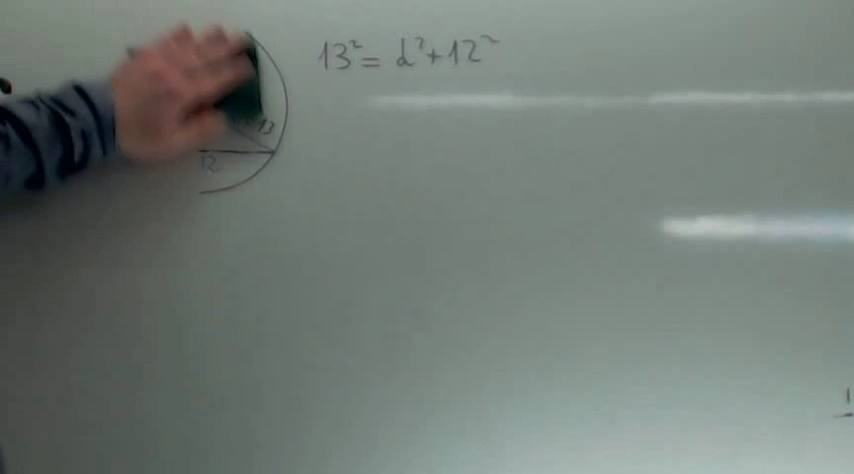 13² = d² + 12²
13
12